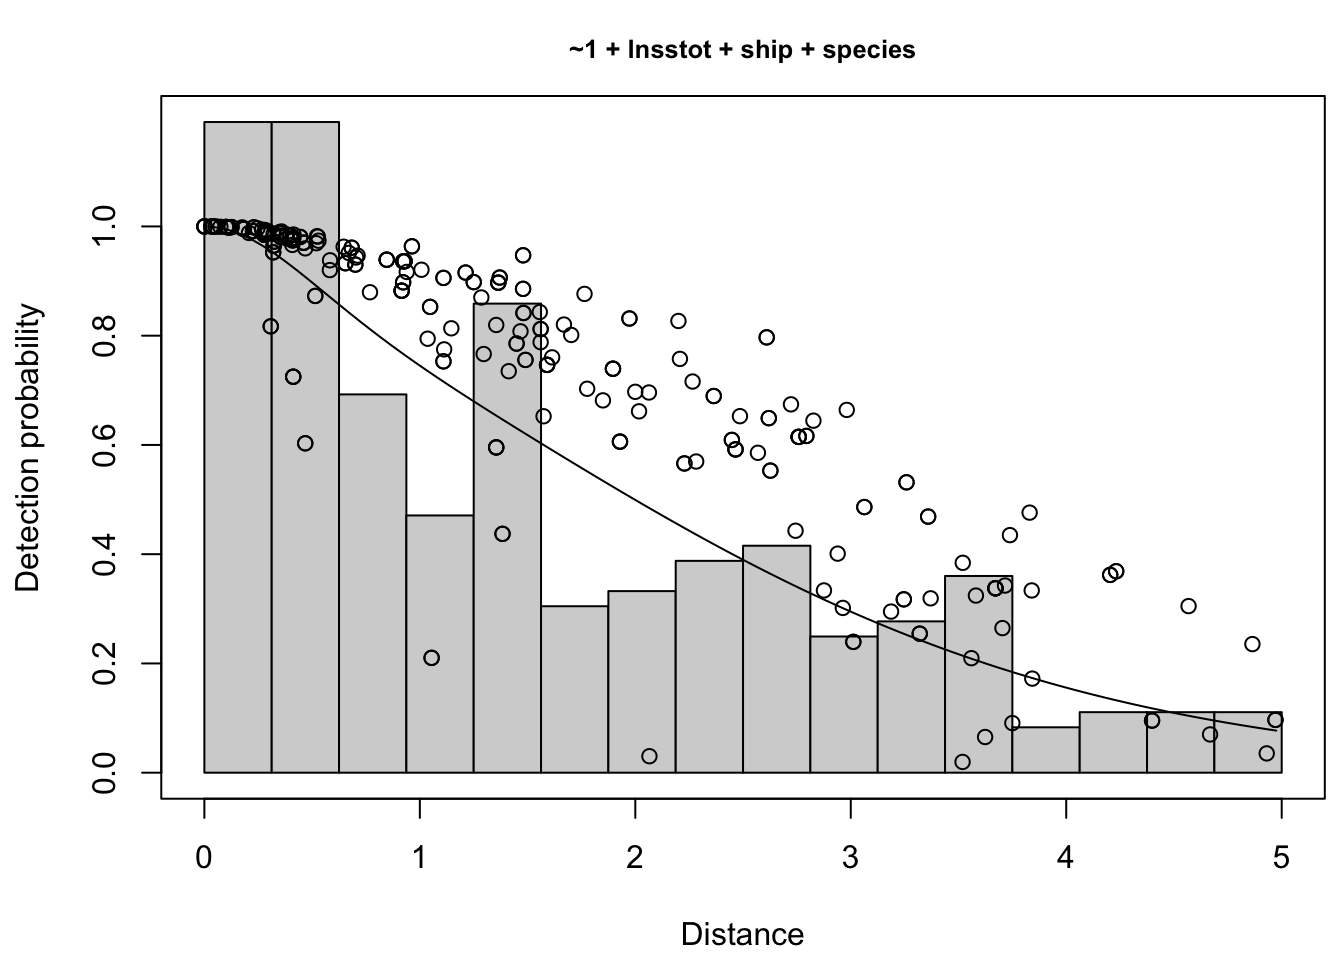 ~1 + lnsstot + ship + species
Detection probability
1.0
0.8
0.6
0.4
0.2
0.0
0 1 2 3 4 5
Distance